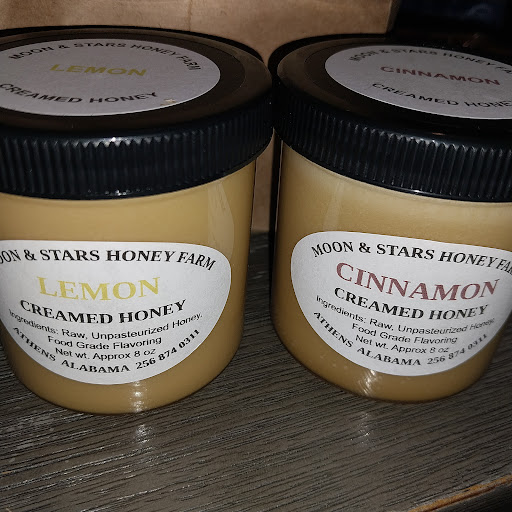 MOON & STARS HONEY FARM
LEMON
CREAMED HONEY
MOON & STARS HONEY
CINNAMON
CREAMED HONEY
OON & STARS HONEY FARM
LEMON
CREAMED HONEY
Ingredients: Raw, Unpasteurized Honey,
Food Grade Flavoring
Net wt. Approx 8 oz
ATHENS ALABAMA 256 874 0311
MOON & STARS HONEY FARM
CINNAMON
CREAMED HONEY
Ingredients: Raw, Unpasteurized Honey,
Food Grade Flavoring
Net wt. Approx 8 oz
ATHENS ALABAMA 256 874 0311